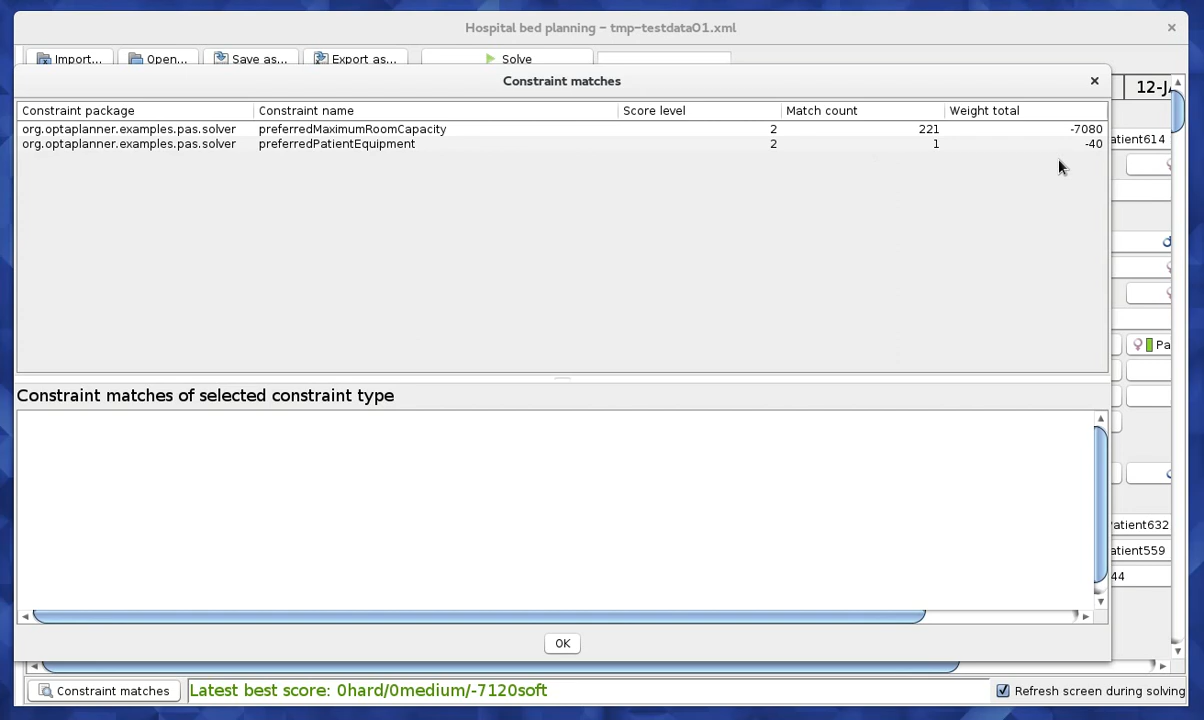 Hospital bed planning - tmp-testdata01.xml
Import... Open... Save as... Export as... Solve
Constraint matches
12-JA
Constraint package Constraint name Score level Match count Weight total
org.optaplanner.examples.pas.solver preferredMaximumRoomCapacity 2 221 -7080
org.optaplanner.examples.pas.solver preferredPatientEquipment 2 1 -40
atient614
Pa
Constraint matches of selected constraint type
atient632
atient559
44
OK
Constraint matches Latest best score: 0hard/0medium/-7120soft Refresh screen during solving